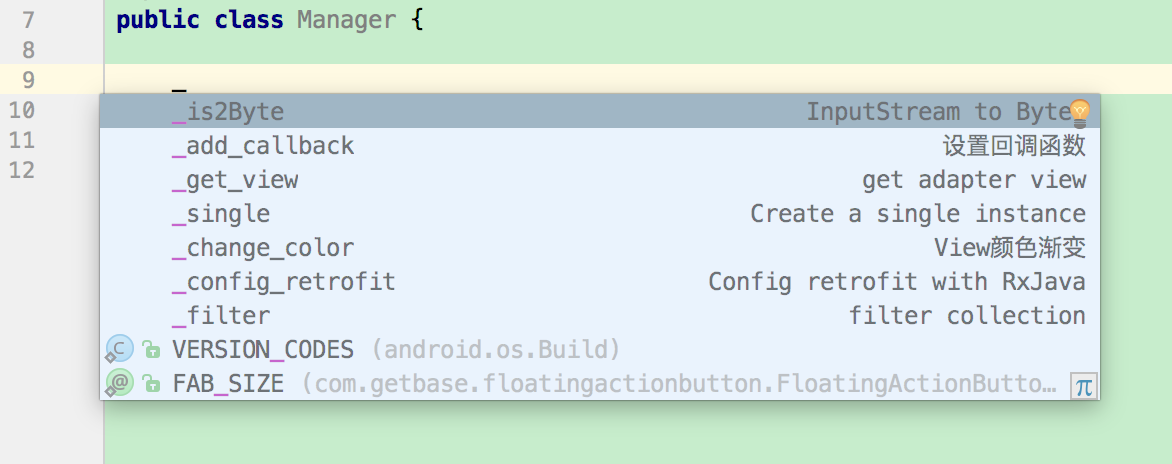 7 public class Manager {
8
9 _
10 _is2Byte InputStream to Byte
_add_callback 设置回调函数
11
12 _get_view get adapter view
_single Create a single instance
_change_color View颜色渐变
_config_retrofit Config retrofit with RxJava
_filter filter collection
C VERSION_CODES (android.os.Build)
@ FAB_SIZE (com.getbase.floatingactionbutton.FloatingActionButto… π